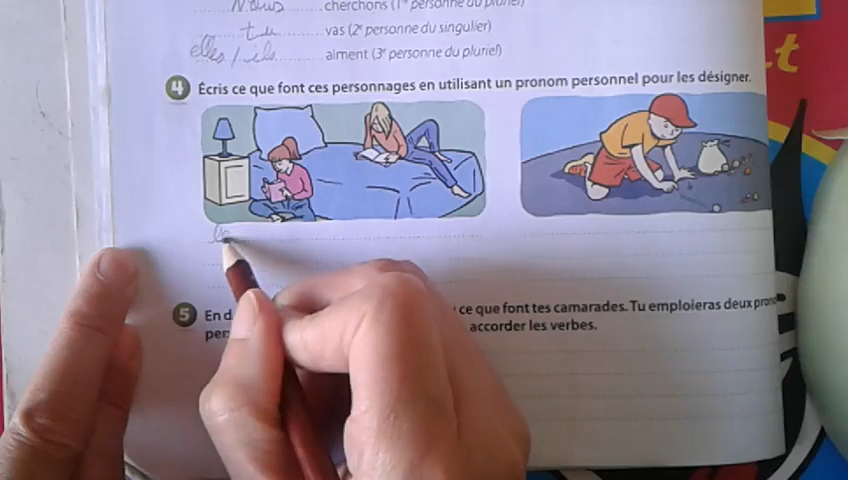 Nous cherchons (1re personne du pluriel)
tu vas (2e personne du singulier)
elles / ils aiment (3e personne du pluriel)
4 Écris ce que font ces personnages en utilisant un pronom personnel pour les désigner.
5 En d ce que font tes camarades. Tu emploieras deux pron
per accorder les verbes.